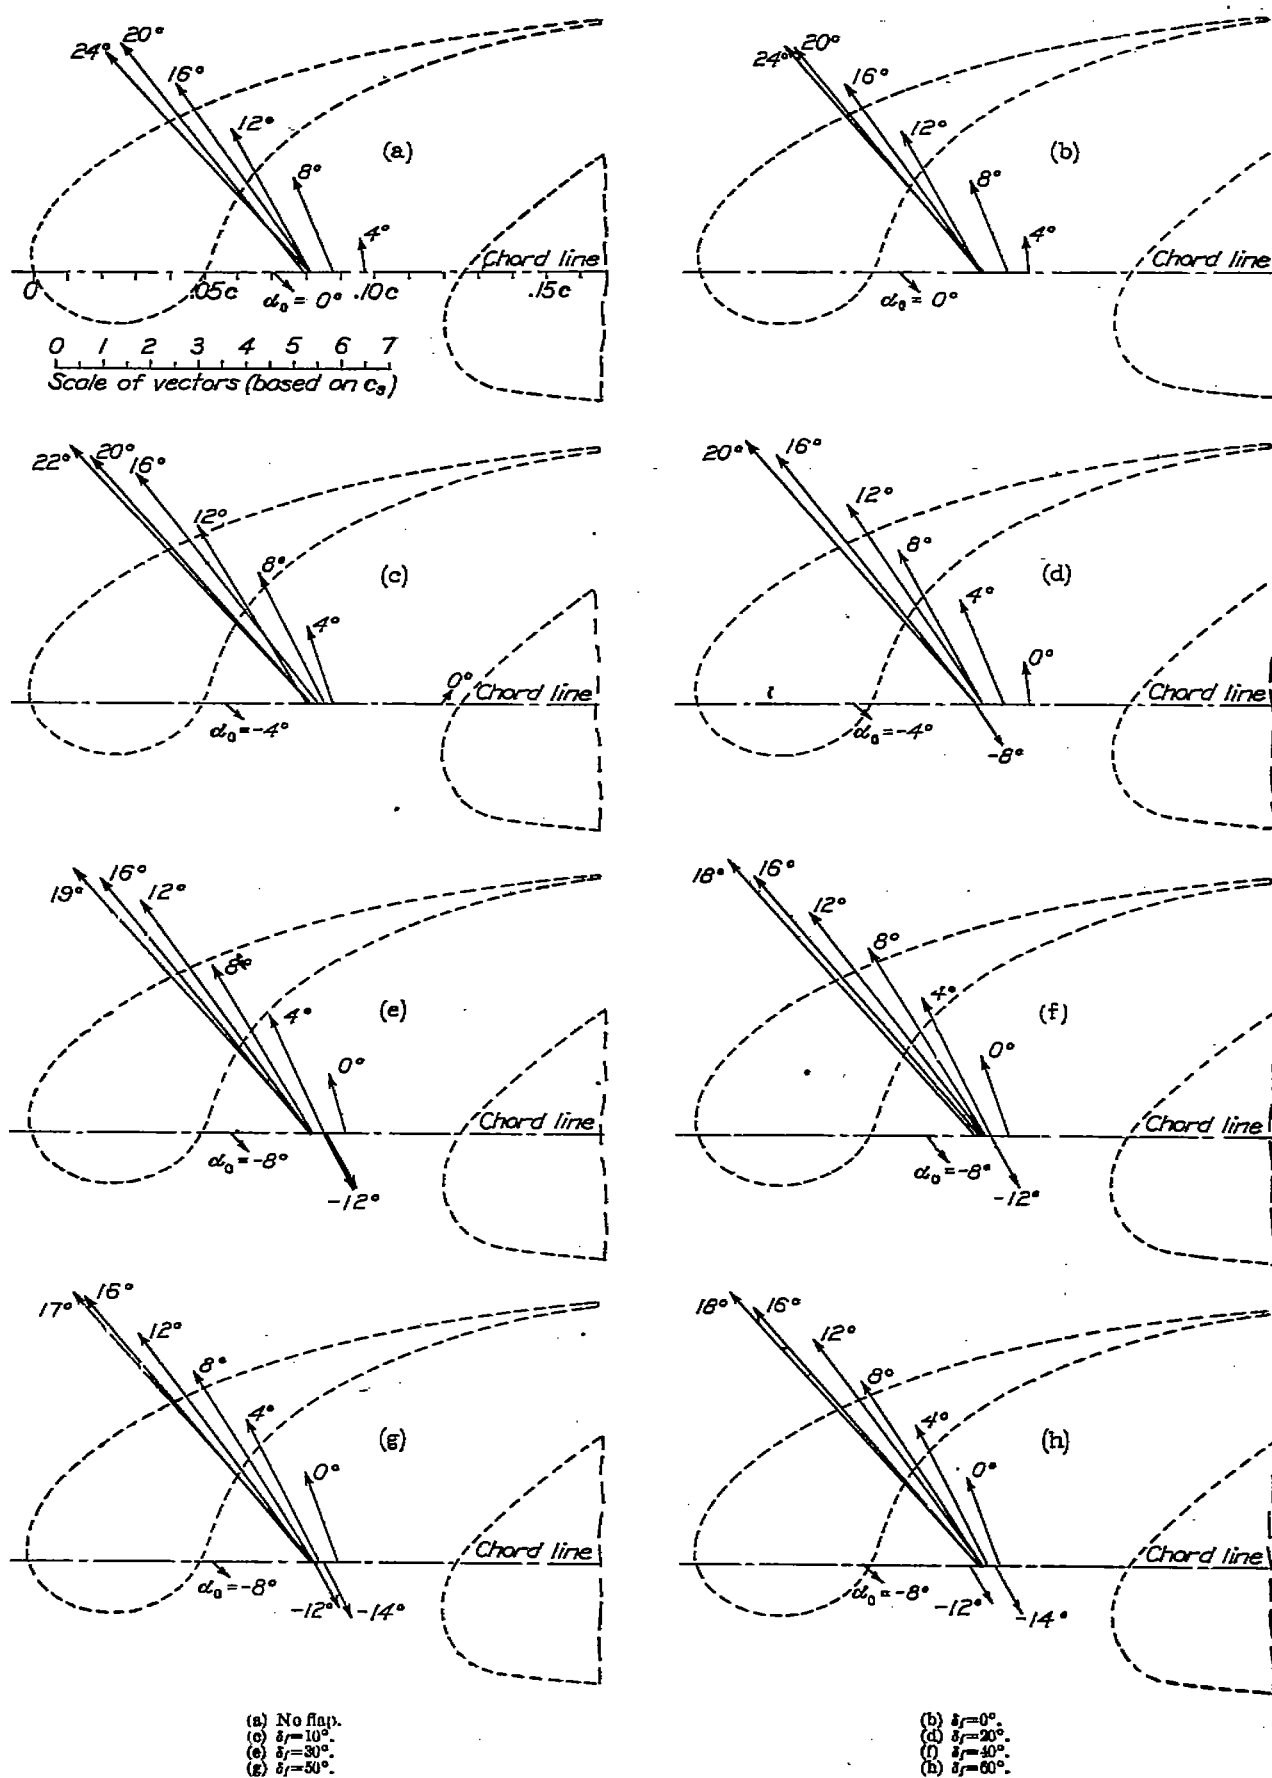 20°
24°
16°
12°
(a)
8°
4°
Chord line
0 .05c α₀ = 0° .10c .15c
0 1 2 3 4 5 6 7
Scale of vectors (based on cₛ)
20°
24°
16°
12°
(b)
8°
4°
Chord line
α₀ = 0°
22°
20°
16°
12°
(c)
8°
4°
0°
Chord line
α₀ = -4°
20°
16°
12°
8°
(d)
4°
0°
Chord line
α₀ = -4°
-8°
19°
16°
12°
8°
(e)
4°
0°
Chord line
α₀ = -8°
-12°
18°
16°
12°
8°
(f)
4°
0°
Chord line
α₀ = -8°
-12°
17°
16°
12°
8°
(g)
4°
0°
Chord line
α₀ = -8°
-12°
-14°
18°
16°
12°
8°
(h)
4°
0°
Chord line
α₀ = -8°
-12°
-14°
(a) No flap.
(c) δf=10°.
(e) δf=30°.
(g) δf=50°.
(b) δf=0°.
(d) δf=20°.
(f) δf=40°.
(h) δf=60°.